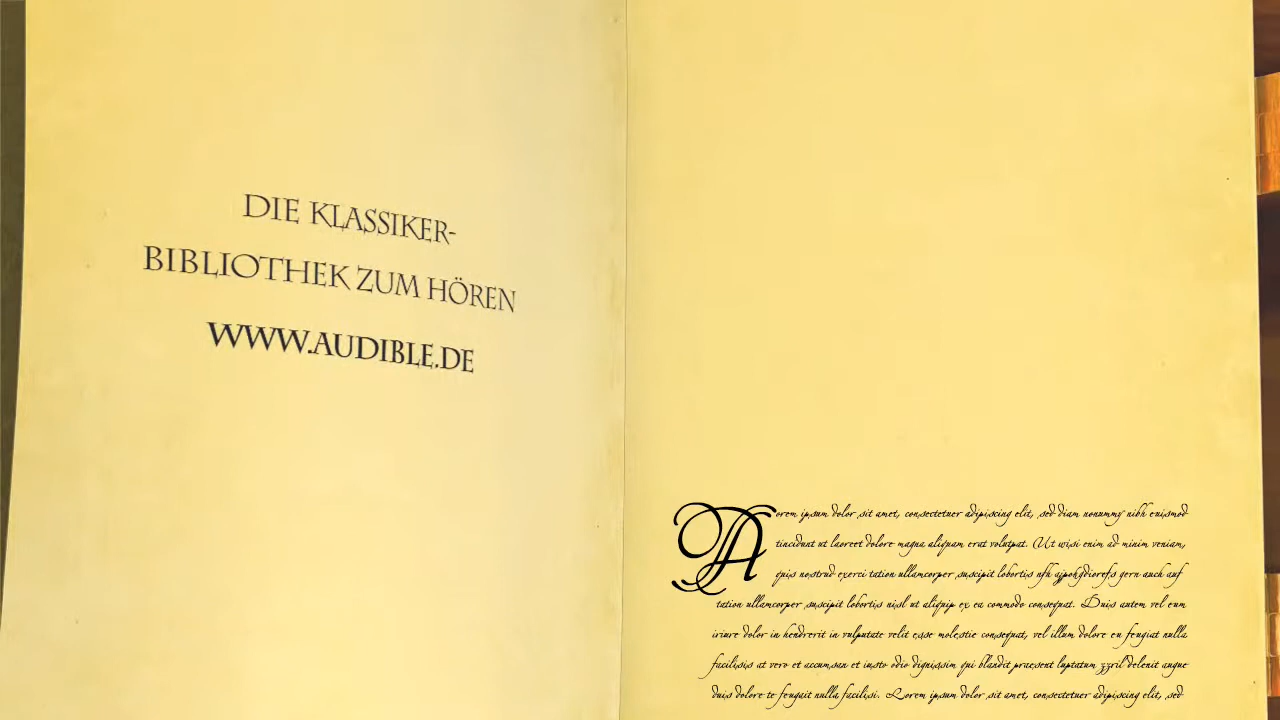 DIE KLASSIKER-
BIBLIOTHEK ZUM HÖREN
WWW.AUDIBLE.DE
Aorem ipsum dolor sit amet, consectetuer adipiscing elit, sed diam nonummy nibh euismod
tincidunt ut laoreet dolore magna aliquam erat volutpat. Ut wisi enim ad minim veniam,
quis nostrud exerci tation ullamcorper suscipit lobortis gern auch auf
tation ullamcorper suscipit lobortis nisl ut aliquip ex ea commodo consequat. Duis autem vel eum
iriure dolor in hendrerit in vulputate velit esse molestie consequat, vel illum dolore eu feugiat nulla
facilisis at vero et accumsan et iusto odio dignissim qui blandit praesent luptatum zzril delenit augue
duis dolore te feugait nulla facilisi. Lorem ipsum dolor sit amet, consectetuer adipiscing elit, sed